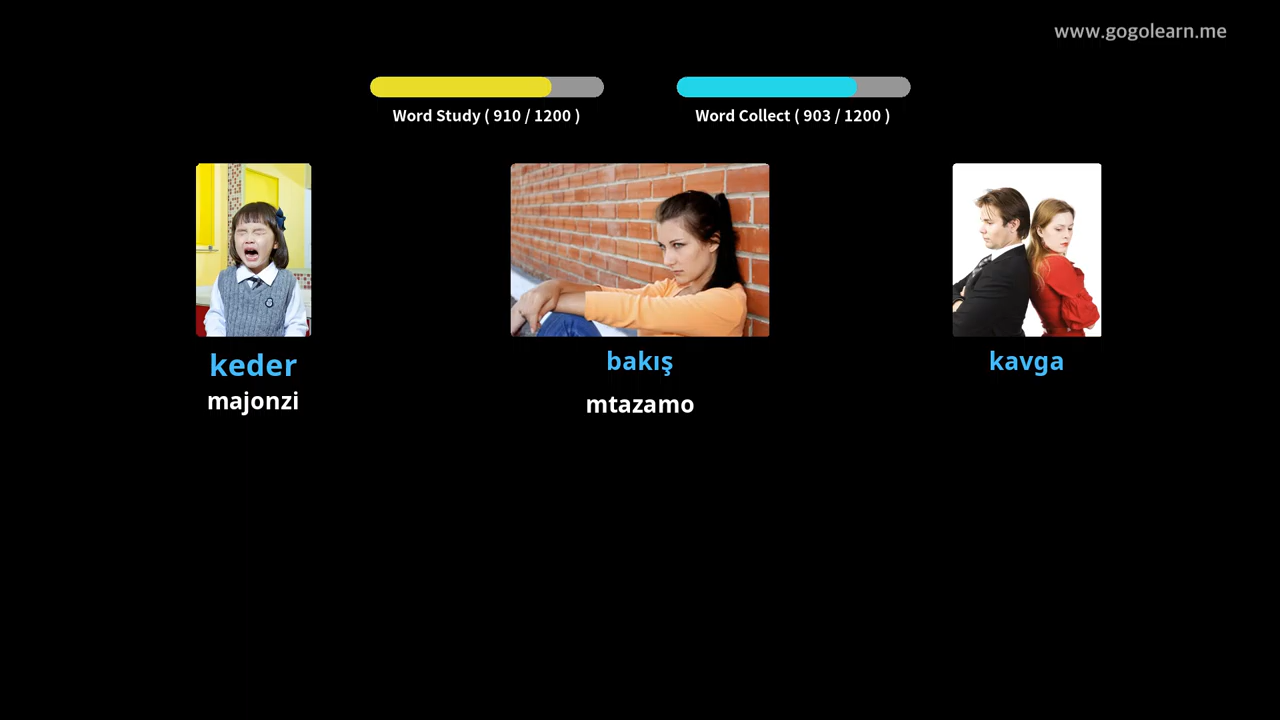 www.gogolearn.me
Word Study ( 910 / 1200 )
Word Collect ( 903 / 1200 )
keder
majonzi
bakış
mtazamo
kavga